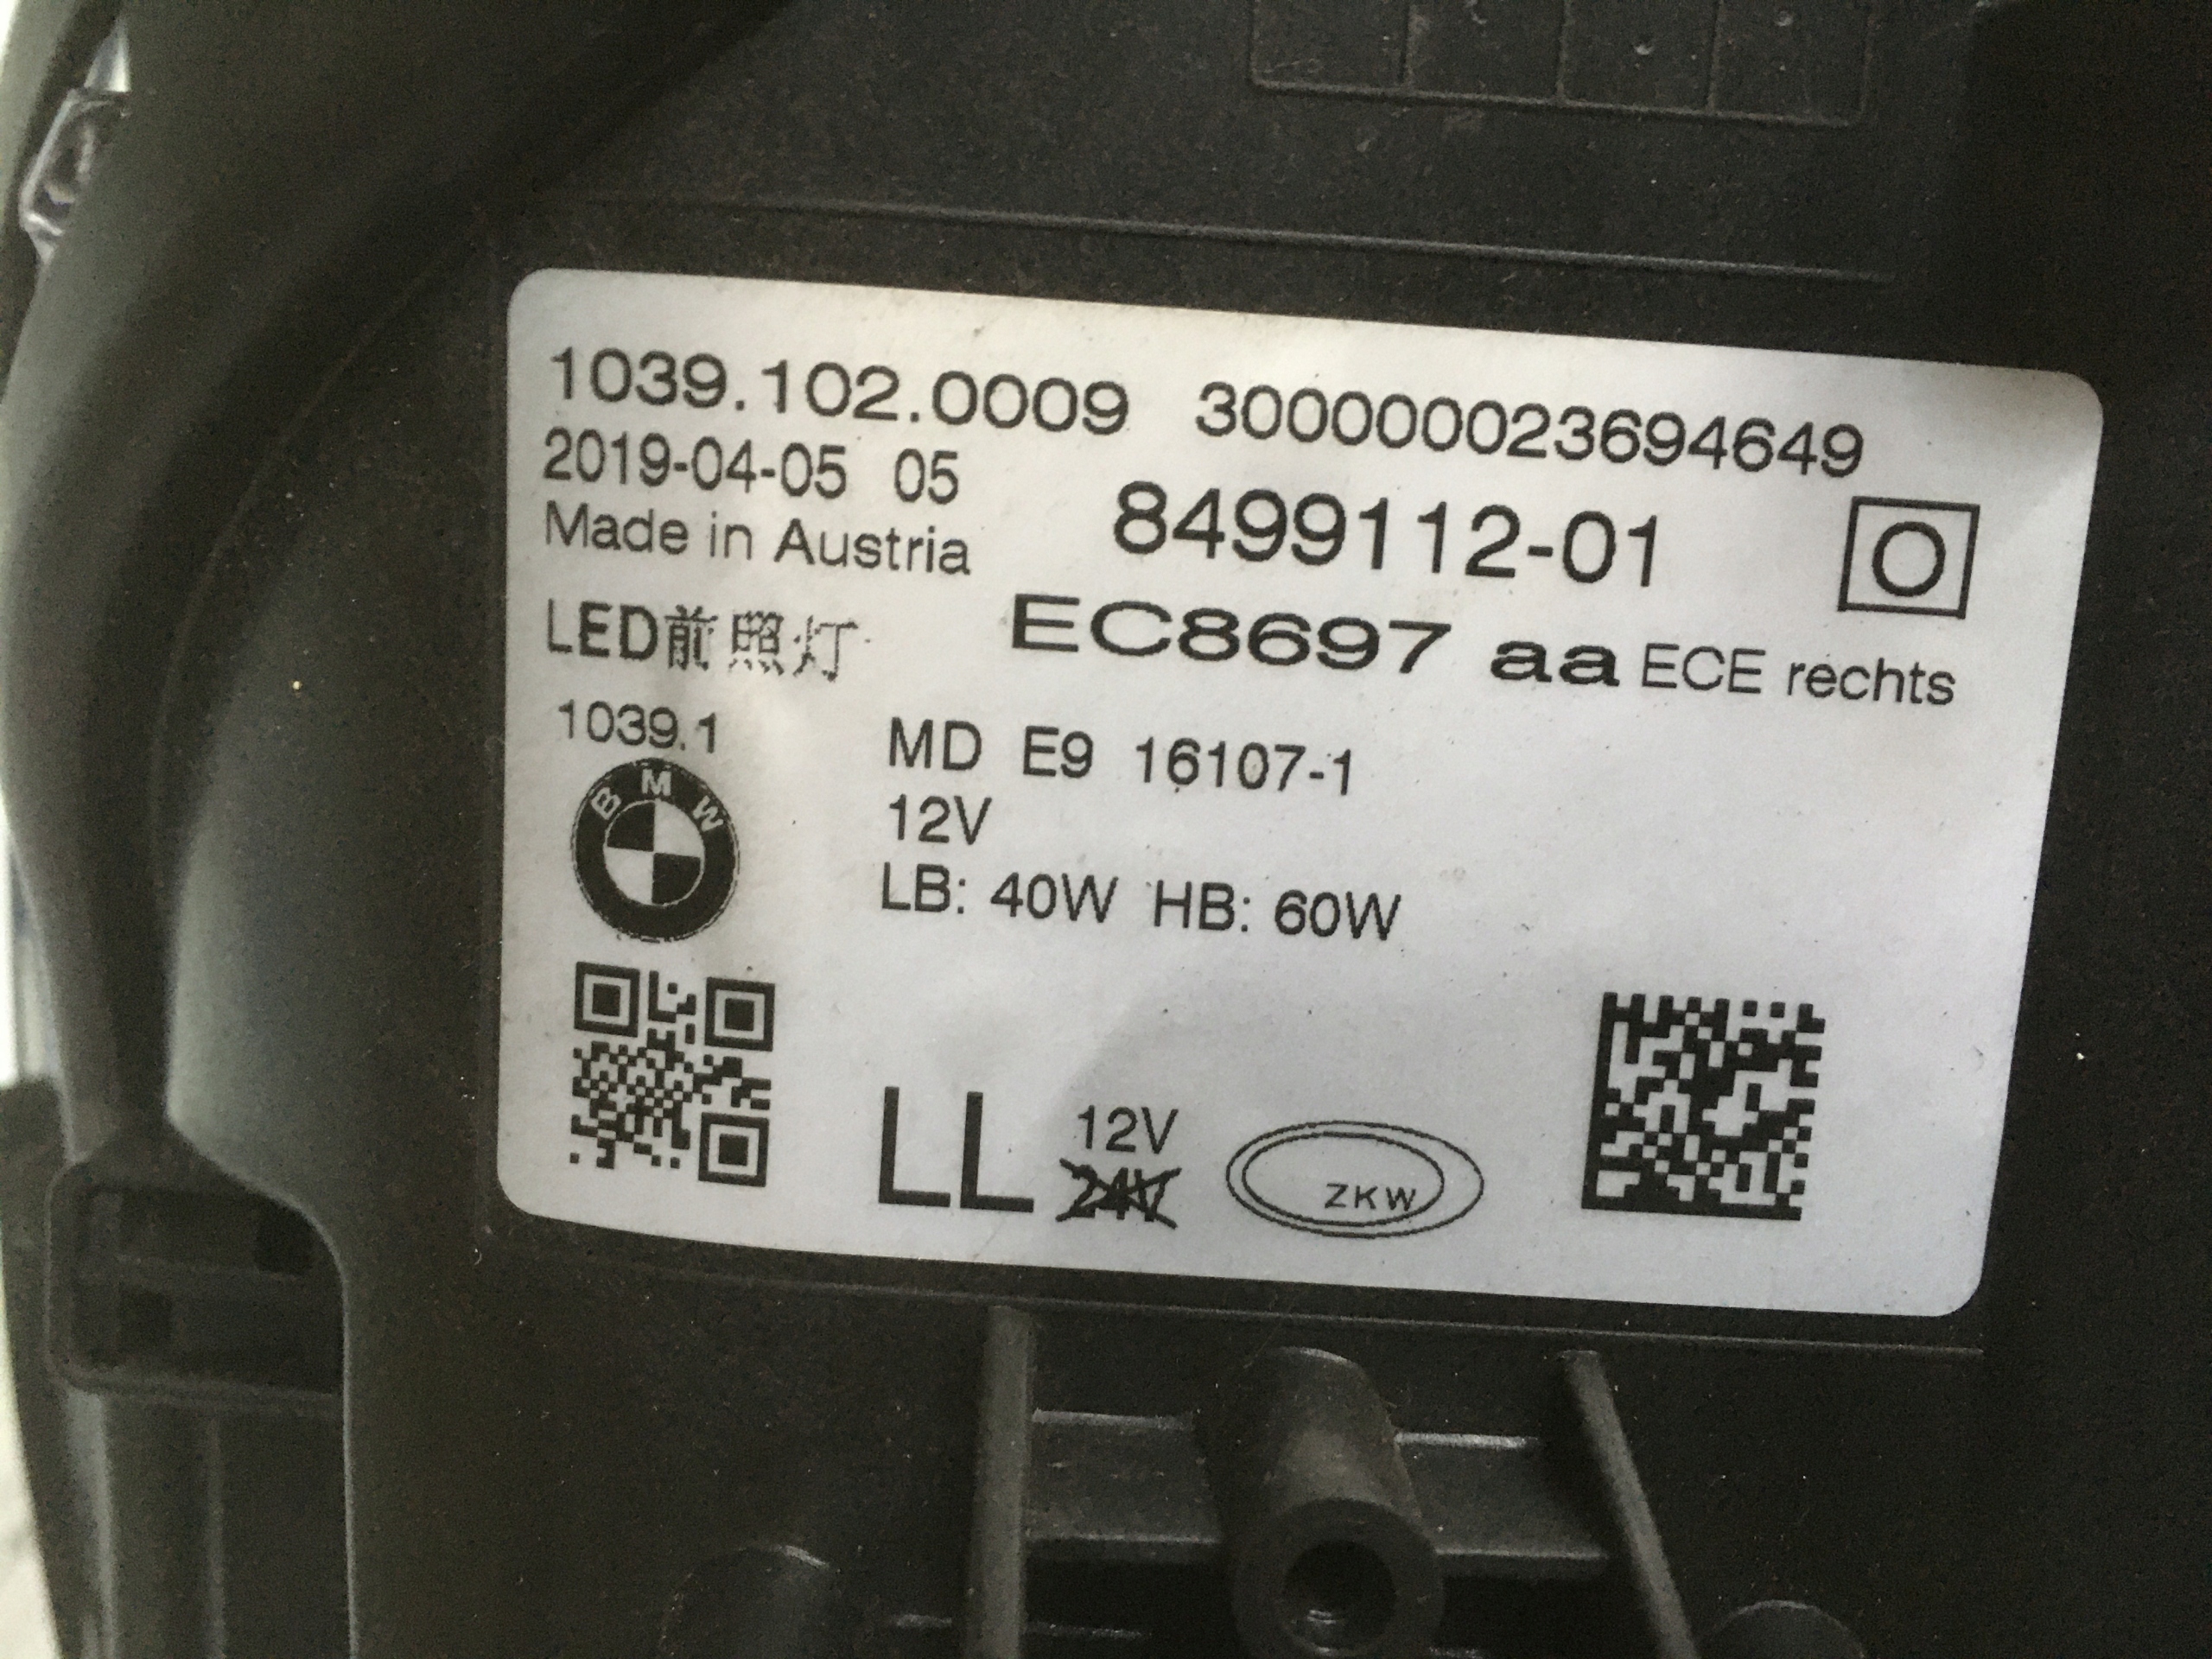 1039.102.0009 300000023694649
2019-04-05 05
Made in Austria
8499112-01
O
LED前照灯
EC8697 aa ECE rechts
1039.1
BMW
MD E9 16107-1
12V
LB: 40W HB: 60W
LL
12V
24V
ZKW